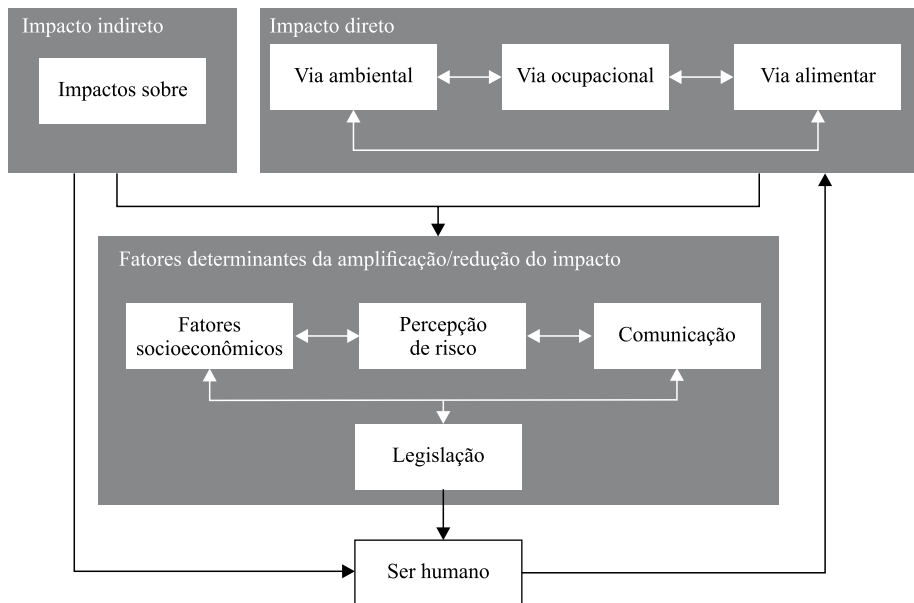 Impacto indireto
Impactos sobre
Impacto direto
Via ambiental
Via ocupacional
Via alimentar
Fatores determinantes da amplificação/redução do impacto
Fatores
socioeconômicos
Percepção
de risco
Comunicação
Legislação
Ser humano